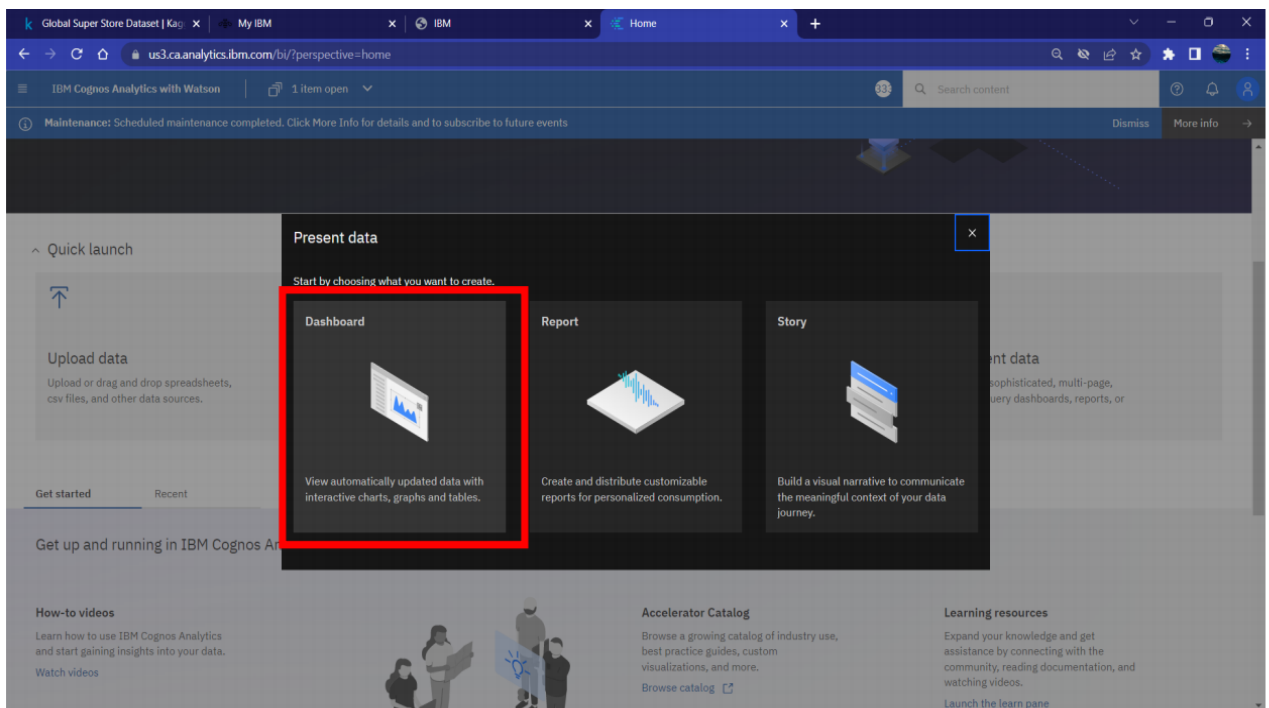 Global Super Store Dataset | Kag
My IBM
IBM
Home
us3.ca.analytics.ibm.com/bi/?perspective=home
IBM Cognos Analytics with Watson
1 item open
Search content
Maintenance: Scheduled maintenance completed. Click More Info for details and to subscribe to future events
Dismiss
More info
Quick launch
Upload data
Upload or drag and drop spreadsheets,
csv files, and other data sources.
Present data
Start by choosing what you want to create.
Dashboard
View automatically updated data with
interactive charts, graphs and tables.
Report
Create and distribute customizable
reports for personalized consumption.
Story
Build a visual narrative to communicate
the meaningful context of your data
journey.
ent data
sophisticated, multi-page,
uery dashboards, reports, or
Get started
Recent
Get up and running in IBM Cognos An
How-to videos
Learn how to use IBM Cognos Analytics
and start gaining insights into your data.
Watch videos
Accelerator Catalog
Browse a growing catalog of industry use,
best practice guides, custom
visualizations, and more.
Browse catalog
Learning resources
Expand your knowledge and get
assistance by connecting with the
community, reading documentation, and
watching videos.
Launch the learn pane